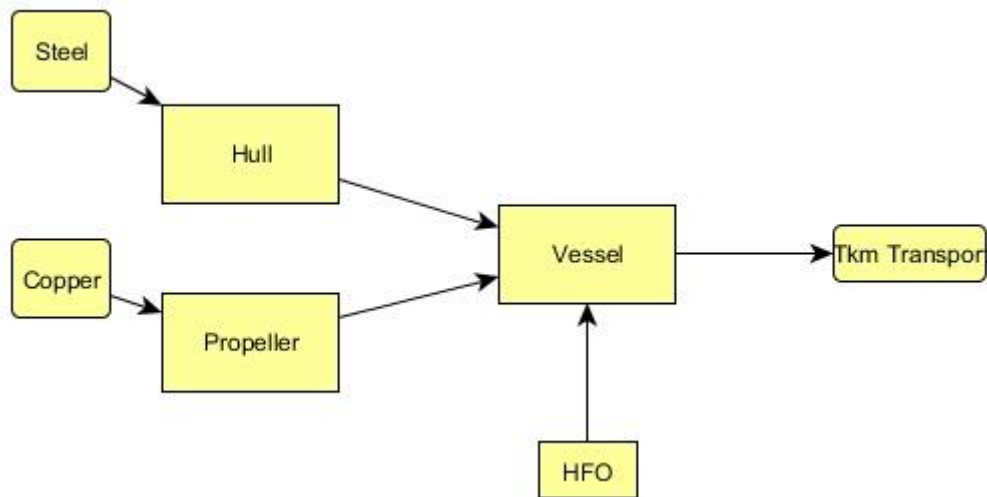 Steel
Hull
Copper
Propeller
Vessel
Tkm Transpor
HFO